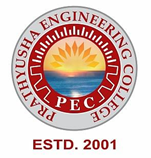 PRATHYUSHA ENGINEERING COLLEGE
PEC
ESTD. 2001